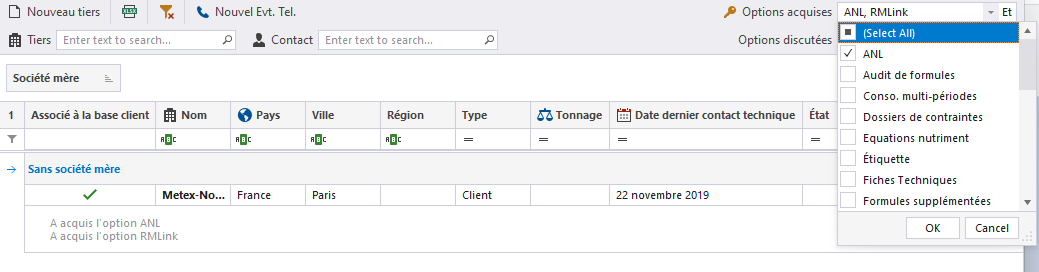 Nouveau tiers XLSX Nouvel Evt. Tel. Options acquises ANL, RMLink Et
Tiers Enter text to search... Contact Enter text to search... Options discutées
(Select All)
ANL
Audit de formules
Conso. multi-périodes
Dossiers de contraintes
Equations nutriment
Étiquette
Fiches Techniques
Formules supplémentées
OK Cancel
Société mère
1 Associé à la base client Nom Pays Ville Région Type Tonnage Date dernier contact technique État
ABC ABC ABC ABC = = = =
Sans société mère
Metex-No... France Paris Client 22 novembre 2019
A acquis l'option ANL
A acquis l'option RMLink